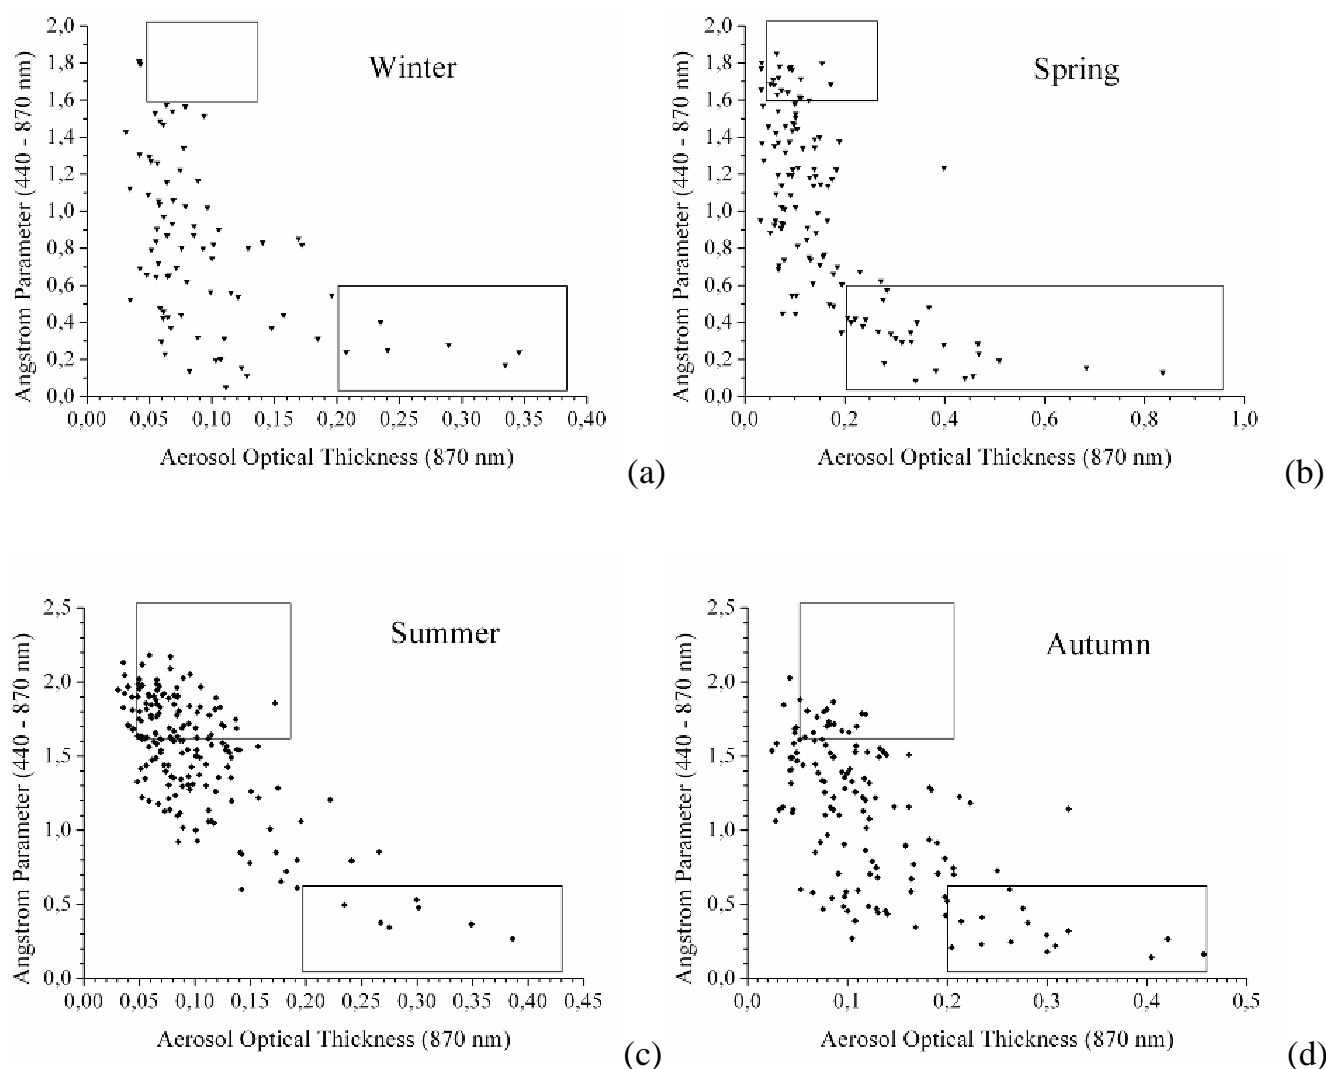 2,0
1,8
1,6
1,4
1,2
1,0
0,8
0,6
0,4
0,2
0,0
Angstrom Parameter (440 - 870 nm)
Winter
0,00 0,05 0,10 0,15 0,20 0,25 0,30 0,35 0,40
Aerosol Optical Thickness (870 nm)
(a)
2,0
1,8
1,6
1,4
1,2
1,0
0,8
0,6
0,4
0,2
0,0
Angstrom Parameter (440 - 870 nm)
Spring
0,0 0,2 0,4 0,6 0,8 1,0
Aerosol Optical Thickness (870 nm)
(b)
2,5
2,0
1,5
1,0
0,5
0,0
Angstrom Parameter (440 - 870 nm)
Summer
0,00 0,05 0,10 0,15 0,20 0,25 0,30 0,35 0,40 0,45
Aerosol Optical Thickness (870 nm)
(c)
2,5
2,0
1,5
1,0
0,5
0,0
Angstrom Parameter (440 - 870 nm)
Autumn
0,0 0,1 0,2 0,3 0,4 0,5
Aerosol Optical Thickness (870 nm)
(d)